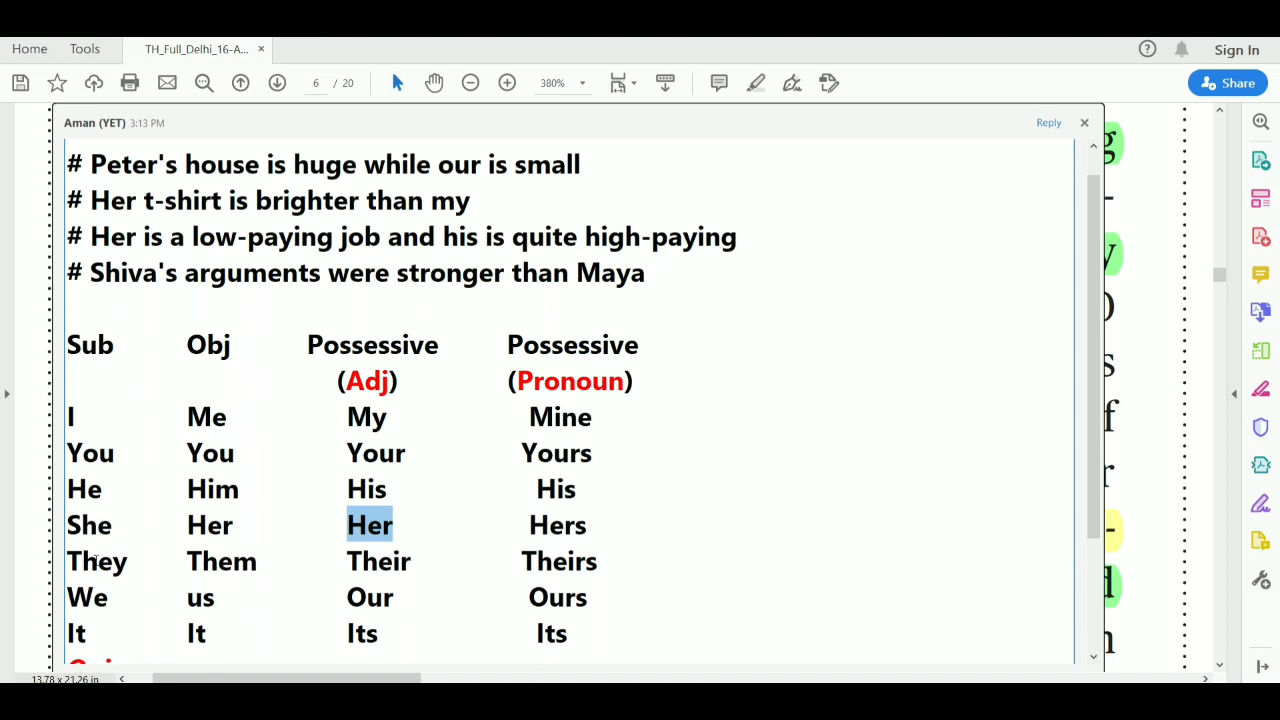 Home Tools TH_Full_Delhi_16-A... × Sign In
6 / 20 380% Share
Aman (YET) 3:13 PM Reply
# Peter's house is huge while our is small
# Her t-shirt is brighter than my
# Her is a low-paying job and his is quite high-paying
# Shiva's arguments were stronger than Maya
Sub Obj Possessive Possessive
(Adj) (Pronoun)
I Me My Mine
You You Your Yours
He Him His His
She Her Her Hers
They Them Their Theirs
We us Our Ours
It It Its Its
13.78 x 21.26 in